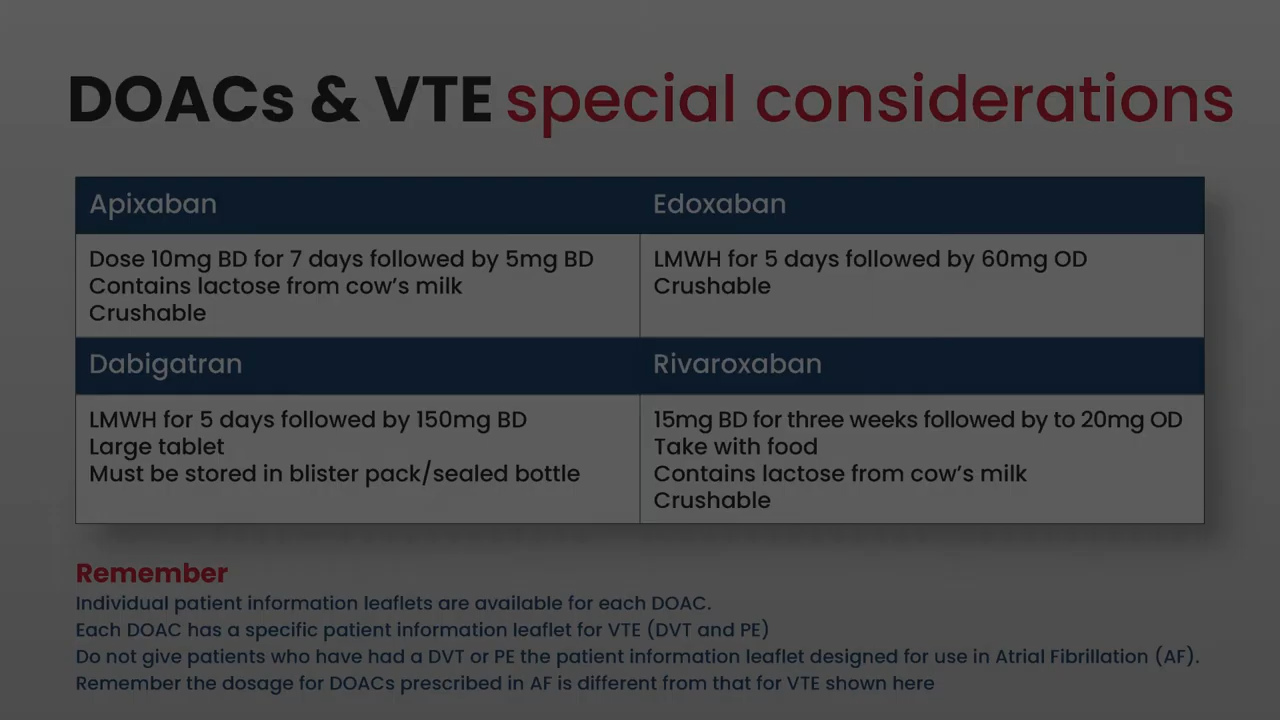 DOACs & VTE special considerations
Apixaban
Dose 10mg BD for 7 days followed by 5mg BD
Contains lactose from cow's milk
Crushable
Edoxaban
LMWH for 5 days followed by 60mg OD
Crushable
Dabigatran
LMWH for 5 days followed by 150mg BD
Large tablet
Must be stored in blister pack/sealed bottle
Rivaroxaban
15mg BD for three weeks followed by to 20mg OD
Take with food
Contains lactose from cow's milk
Crushable
Remember
Individual patient information leaflets are available for each DOAC.
Each DOAC has a specific patient information leaflet for VTE (DVT and PE)
Do not give patients who have had a DVT or PE the patient information leaflet designed for use in Atrial Fibrillation (AF).
Remember the dosage for DOACs prescribed in AF is different from that for VTE shown here